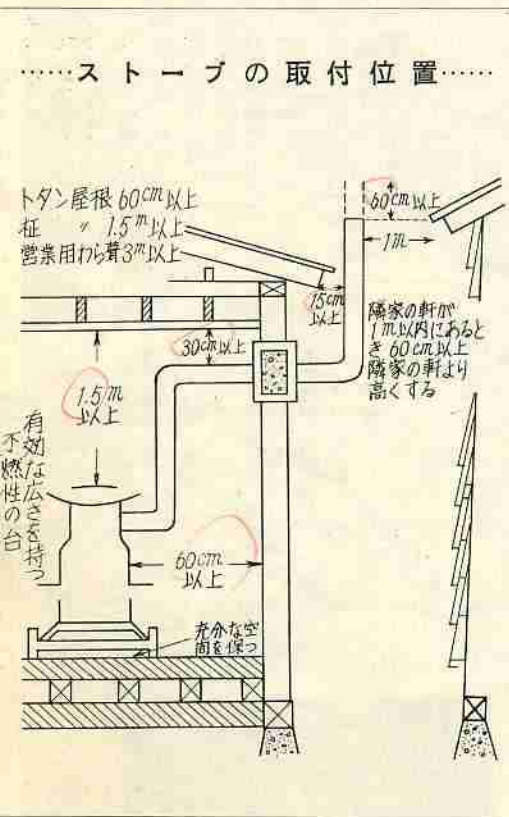 ……ストーブの取付位置……
トタン屋根 60cm以上
柾 〃 1.5m以上
営業用わら葺3m以上
60cm以上
1m
15cm
以上
隣家の軒が
1m以内にあると
き60cm以上
隣家の軒より
高くする
30cm以上
1.5m
以上
有効な広さを持つ
不燃性の台
60cm
以上
充分な空
間を保つ